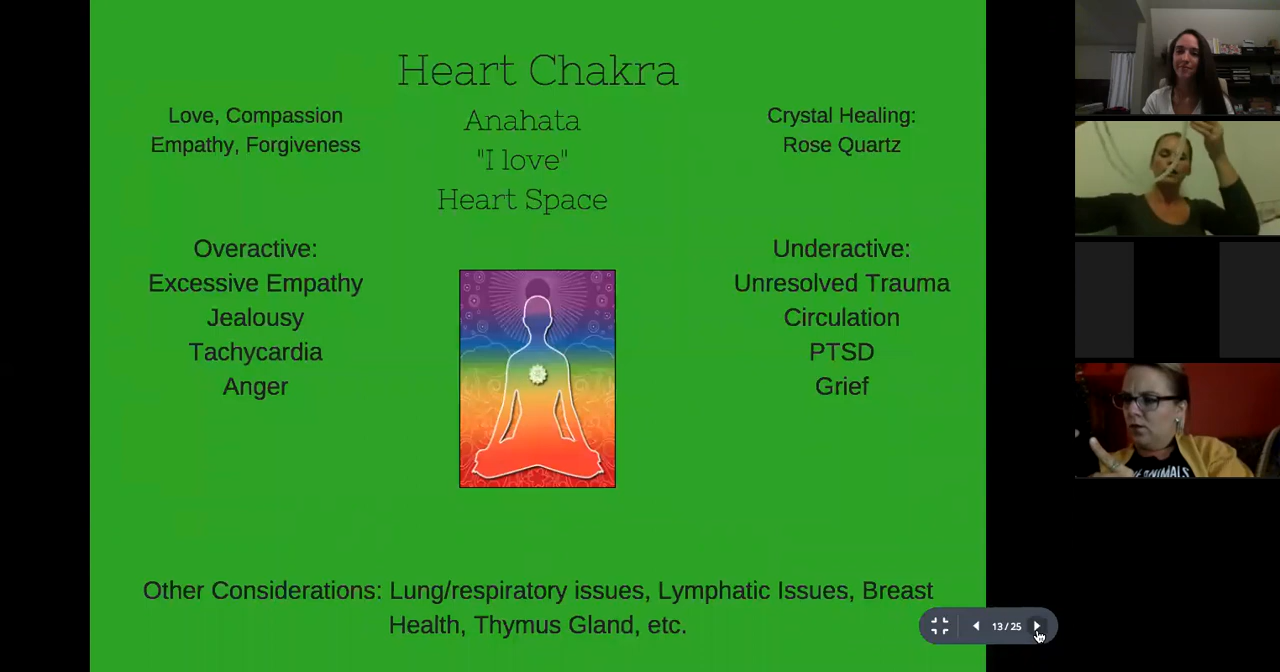 Heart Chakra
Anahata
"I love"
Heart Space
Love, Compassion
Empathy, Forgiveness
Crystal Healing:
Rose Quartz
Overactive:
Excessive Empathy
Jealousy
Tachycardia
Anger
Underactive:
Unresolved Trauma
Circulation
PTSD
Grief
Other Considerations: Lung/respiratory issues, Lymphatic Issues, Breast
Health, Thymus Gland, etc.
13 / 25
ANIMALS